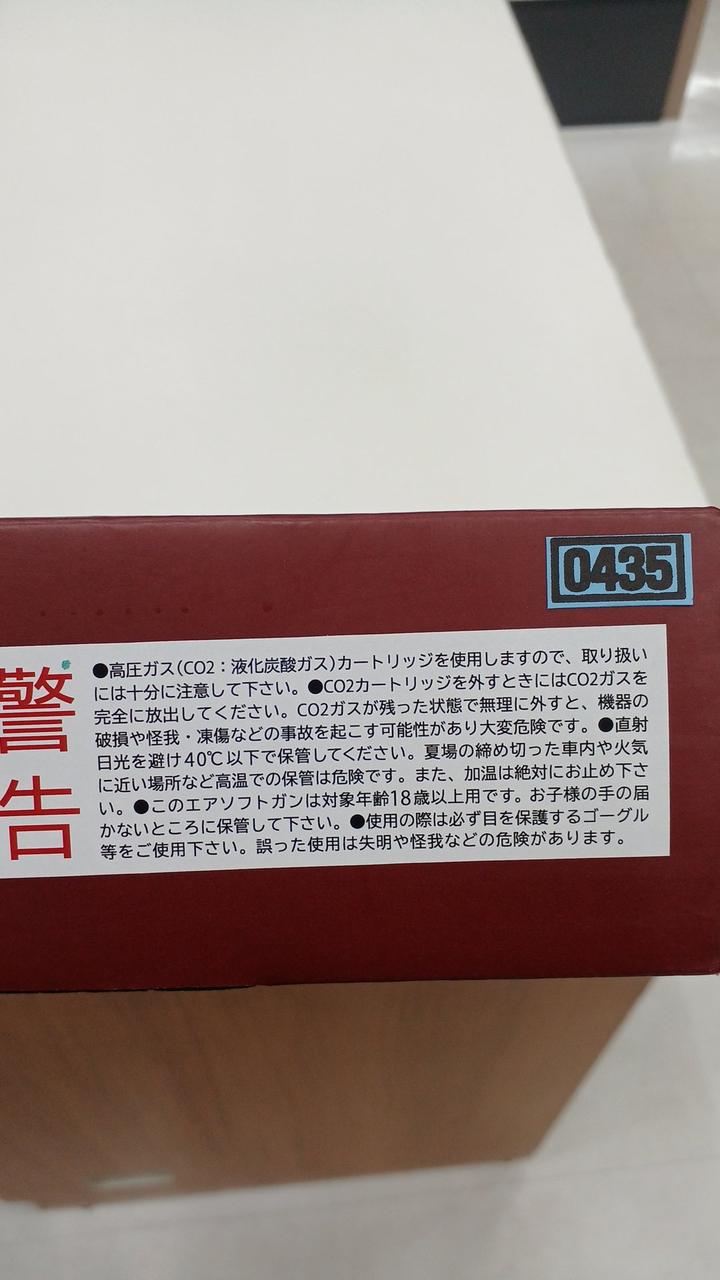 0435
警告
●高圧ガス(CO2:液化炭酸ガス)カートリッジを使用しますので、取り扱い
には十分に注意して下さい。●CO2カートリッジを外すときにはCO2ガスを
完全に放出してください。CO2ガスが残った状態で無理に外すと、機器の
破損や怪我・凍傷などの事故を起こす可能性があり大変危険です。●直射
日光を避け40℃以下で保管してください。夏場の締め切った車内や火気
に近い場所など高温での保管は危険です。また、加温は絶対にお止め下さ
い。●このエアソフトガンは対象年齢18歳以上用です。お子様の手の届
かないところに保管して下さい。●使用の際は必ず目を保護するゴーグル
等をご使用下さい。誤った使用は失明や怪我などの危険があります。